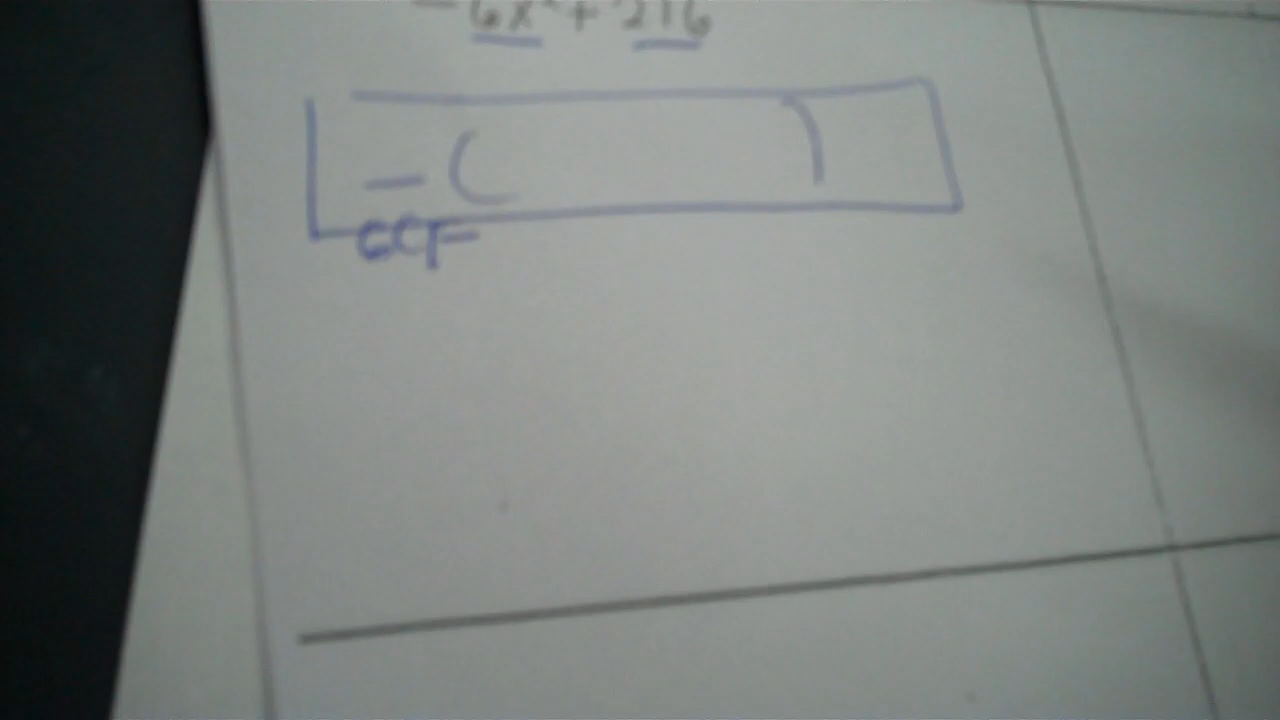 - 6x² + 216
- (          )
GCF